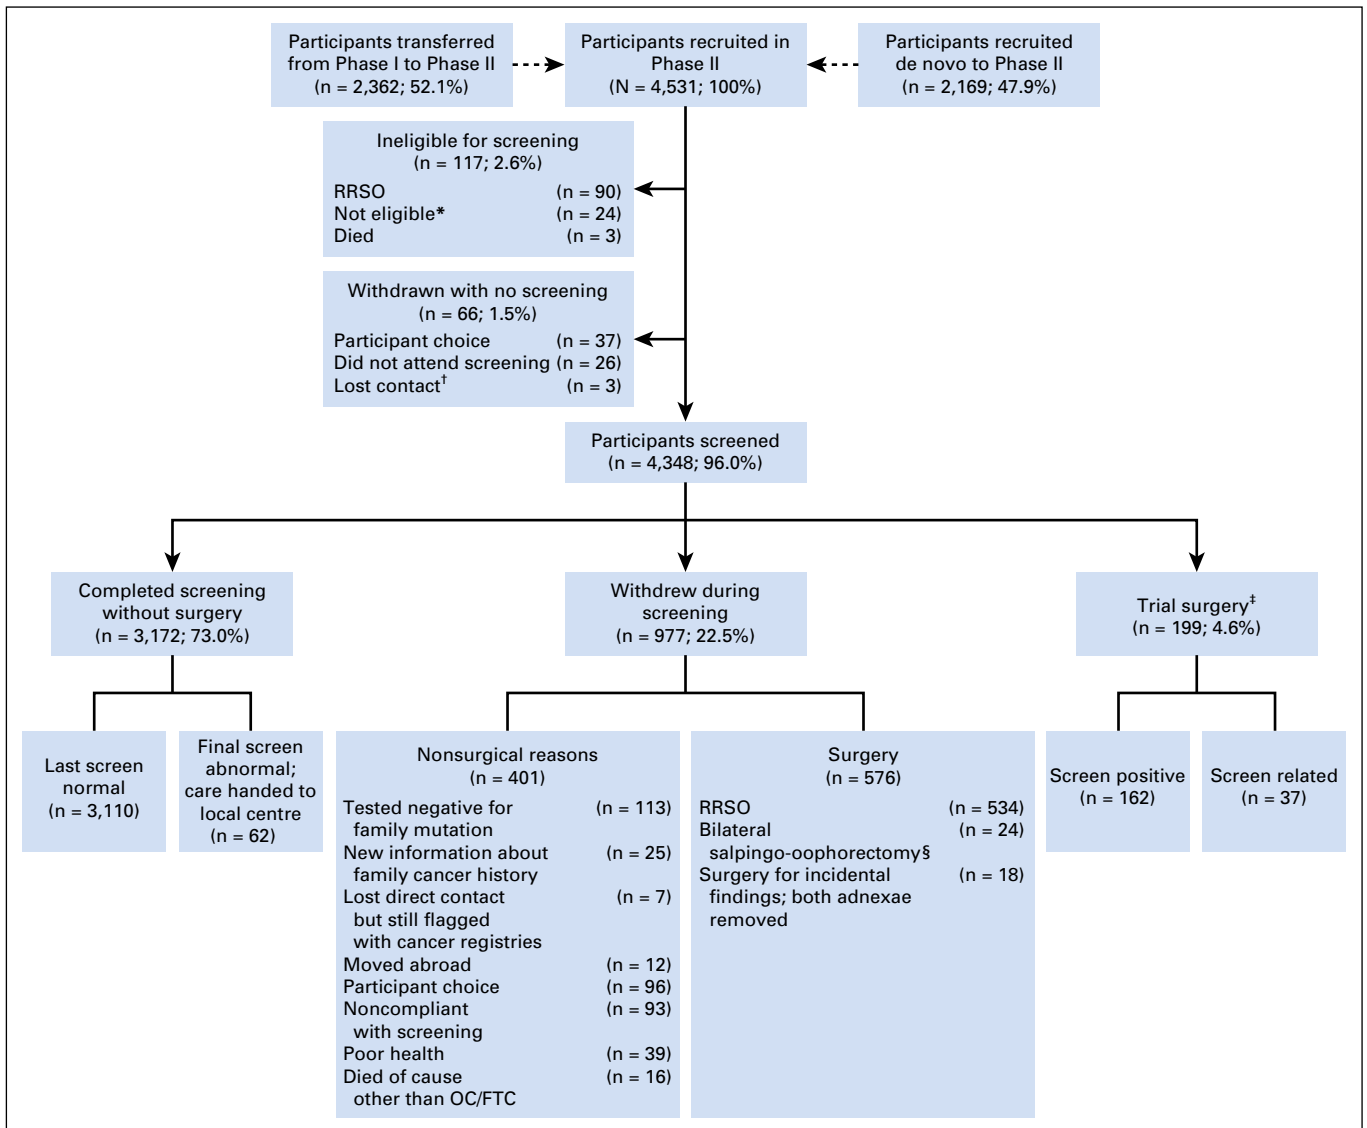 Participants transferred
from Phase I to Phase II
(n = 2,362; 52.1%)
Participants recruited in
Phase II
(N = 4,531; 100%)
Participants recruited
de novo to Phase II
(n = 2,169; 47.9%)
Ineligible for screening
(n = 117; 2.6%)
RRSO (n = 90)
Not eligible* (n = 24)
Died (n = 3)
Withdrawn with no screening
(n = 66; 1.5%)
Participant choice (n = 37)
Did not attend screening (n = 26)
Lost contact† (n = 3)
Participants screened
(n = 4,348; 96.0%)
Completed screening
without surgery
(n = 3,172; 73.0%)
Withdrew during
screening
(n = 977; 22.5%)
Trial surgery‡
(n = 199; 4.6%)
Last screen
normal
(n = 3,110)
Final screen
abnormal;
care handed to
local centre
(n = 62)
Nonsurgical reasons
(n = 401)
Tested negative for (n = 113)
family mutation
New information about (n = 25)
family cancer history
Lost direct contact (n = 7)
but still flagged
with cancer registries
Moved abroad (n = 12)
Participant choice (n = 96)
Noncompliant (n = 93)
with screening
Poor health (n = 39)
Died of cause (n = 16)
other than OC/FTC
Surgery
(n = 576)
RRSO (n = 534)
Bilateral (n = 24)
salpingo-oophorectomy§
Surgery for incidental (n = 18)
findings; both adnexae
removed
Screen positive
(n = 162)
Screen related
(n = 37)